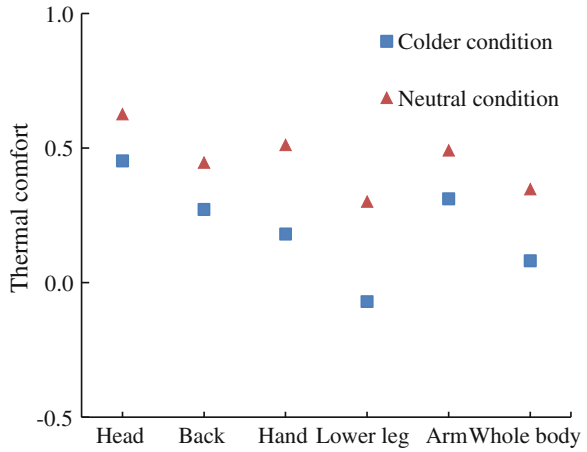 1.0
Colder condition
Neutral condition
0.5
Thermal comfort
0.0
-0.5
Head Back Hand Lower leg Arm Whole body